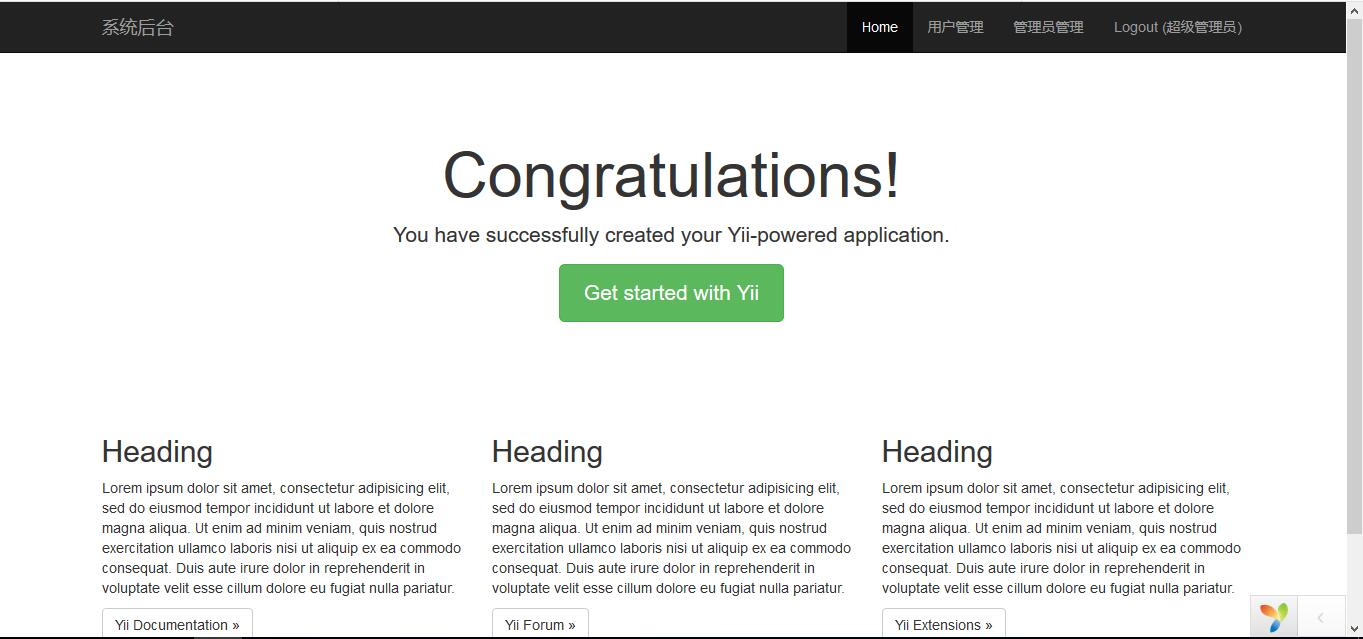 系统后台
Home
用户管理
管理员管理
Logout (超级管理员)
Congratulations!
You have successfully created your Yii-powered application.
Get started with Yii
Heading
Lorem ipsum dolor sit amet, consectetur adipisicing elit,
sed do eiusmod tempor incididunt ut labore et dolore
magna aliqua. Ut enim ad minim veniam, quis nostrud
exercitation ullamco laboris nisi ut aliquip ex ea commodo
consequat. Duis aute irure dolor in reprehenderit in
voluptate velit esse cillum dolore eu fugiat nulla pariatur.
Yii Documentation »
Heading
Lorem ipsum dolor sit amet, consectetur adipisicing elit,
sed do eiusmod tempor incididunt ut labore et dolore
magna aliqua. Ut enim ad minim veniam, quis nostrud
exercitation ullamco laboris nisi ut aliquip ex ea commodo
consequat. Duis aute irure dolor in reprehenderit in
voluptate velit esse cillum dolore eu fugiat nulla pariatur.
Yii Forum »
Heading
Lorem ipsum dolor sit amet, consectetur adipisicing elit,
sed do eiusmod tempor incididunt ut labore et dolore
magna aliqua. Ut enim ad minim veniam, quis nostrud
exercitation ullamco laboris nisi ut aliquip ex ea commodo
consequat. Duis aute irure dolor in reprehenderit in
voluptate velit esse cillum dolore eu fugiat nulla pariatur.
Yii Extensions »